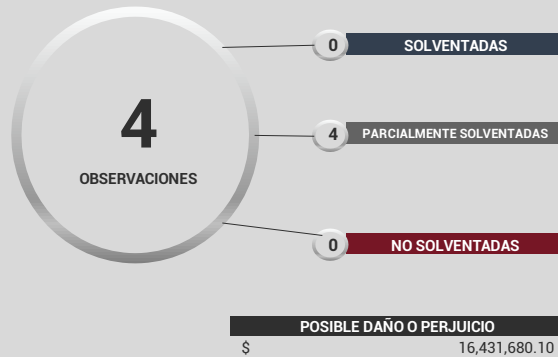 4
OBSERVACIONES
0 SOLVENTADAS
4 PARCIALMENTE SOLVENTADAS
0 NO SOLVENTADAS
POSIBLE DAÑO O PERJUICIO
$ 16,431,680.10